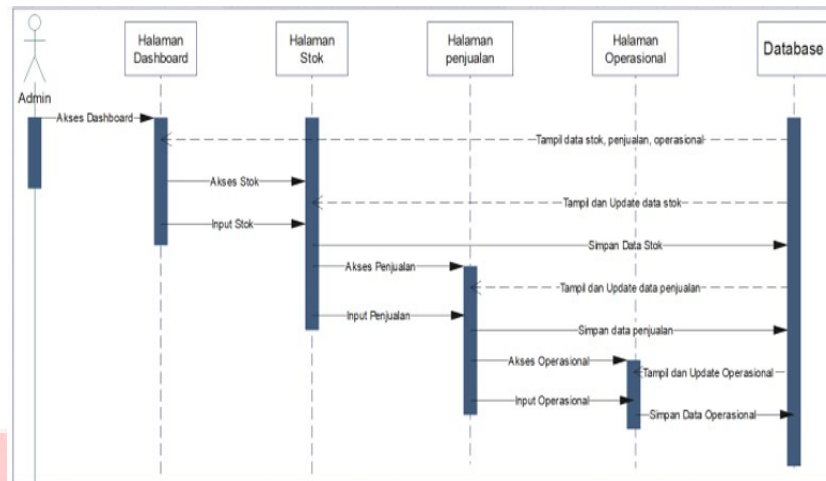 Halaman
Dashboard
Halaman
Stok
Halaman
penjualan
Halaman
Operasional
Database
Admin
Akses Dashboard
Tampil data stok, penjualan, operasional
Akses Stok
Tampil dan Update data stok
Input Stok
Simpan Data Stok
Akses Penjualan
Tampil dan Update data penjualan
Input Penjualan
Simpan data penjualan
Akses Operasional
Tampil dan Update Operasional
Input Operasional
Simpan Data Operasional